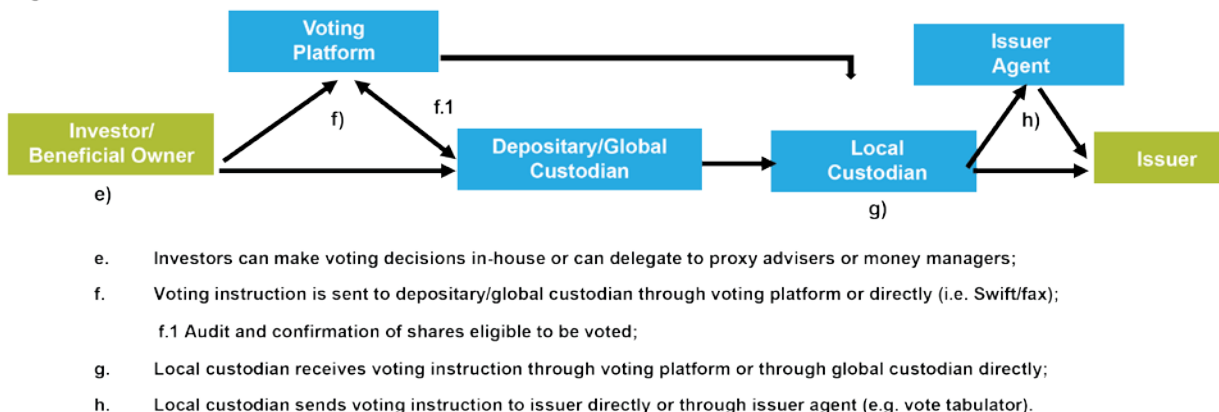 Voting
Platform
Issuer
Agent
f.1
f)
h)
Investor/
Beneficial Owner
Depositary/Global
Custodian
Local
Custodian
Issuer
e)
g)
e. Investors can make voting decisions in-house or can delegate to proxy advisers or money managers;
f. Voting instruction is sent to depositary/global custodian through voting platform or directly (i.e. Swift/fax);
f.1 Audit and confirmation of shares eligible to be voted;
g. Local custodian receives voting instruction through voting platform or through global custodian directly;
h. Local custodian sends voting instruction to issuer directly or through issuer agent (e.g. vote tabulator).